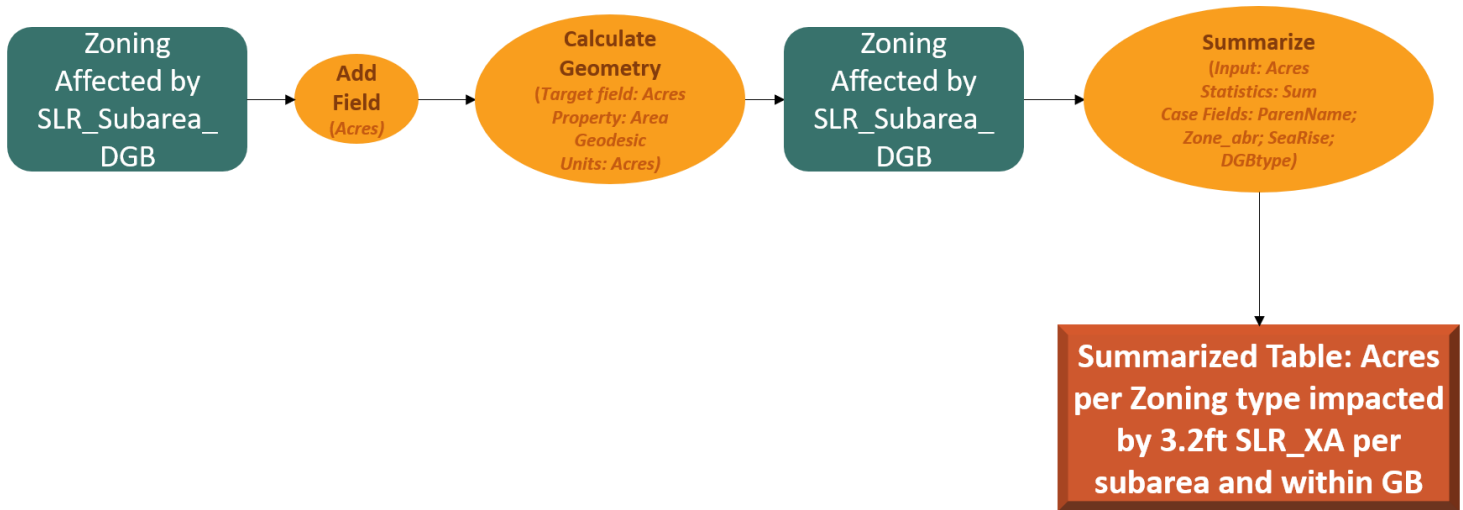 Zoning
Affected by
SLR_Subarea_
DGB
Add
Field
(Acres)
Calculate
Geometry
(Target field: Acres
Property: Area
Geodesic
Units: Acres)
Zoning
Affected by
SLR_Subarea_
DGB
Summarize
(Input: Acres
Statistics: Sum
Case Fields: ParenName;
Zone_abr; SeaRise;
DGBtype)
Summarized Table: Acres
per Zoning type impacted
by 3.2ft SLR_XA per
subarea and within GB